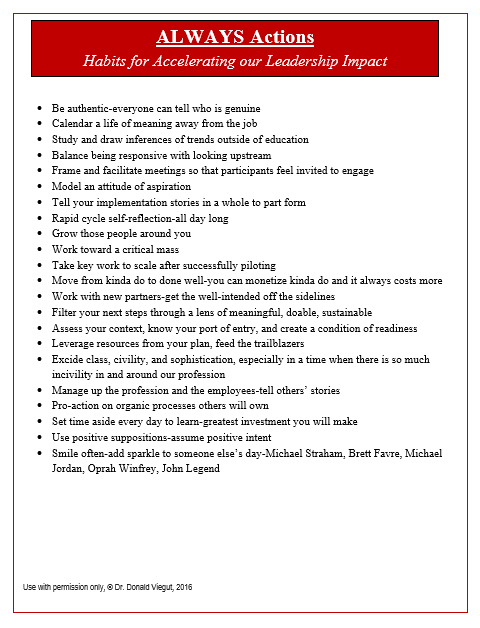 ALWAYS Actions
Habits for Accelerating our Leadership Impact
• Be authentic-everyone can tell who is genuine
• Calendar a life of meaning away from the job
• Study and draw inferences of trends outside of education
• Balance being responsive with looking upstream
• Frame and facilitate meetings so that participants feel invited to engage
• Model an attitude of aspiration
• Tell your implementation stories in a whole to part form
• Rapid cycle self-reflection-all day long
• Grow those people around you
• Work toward a critical mass
• Take key work to scale after successfully piloting
• Move from kinda do to done well-you can monetize kinda do and it always costs more
• Work with new partners-get the well-intended off the sidelines
• Filter your next steps through a lens of meaningful, doable, sustainable
• Assess your context, know your port of entry, and create a condition of readiness
• Leverage resources from your plan, feed the trailblazers
• Excide class, civility, and sophistication, especially in a time when there is so much
incivility in and around our profession
• Manage up the profession and the employees-tell others’ stories
• Pro-action on organic processes others will own
• Set time aside every day to learn-greatest investment you will make
• Use positive suppositions-assume positive intent
• Smile often-add sparkle to someone else’s day-Michael Straham, Brett Favre, Michael
Jordan, Oprah Winfrey, John Legend
Use with permission only, ® Dr. Donald Viegut, 2016